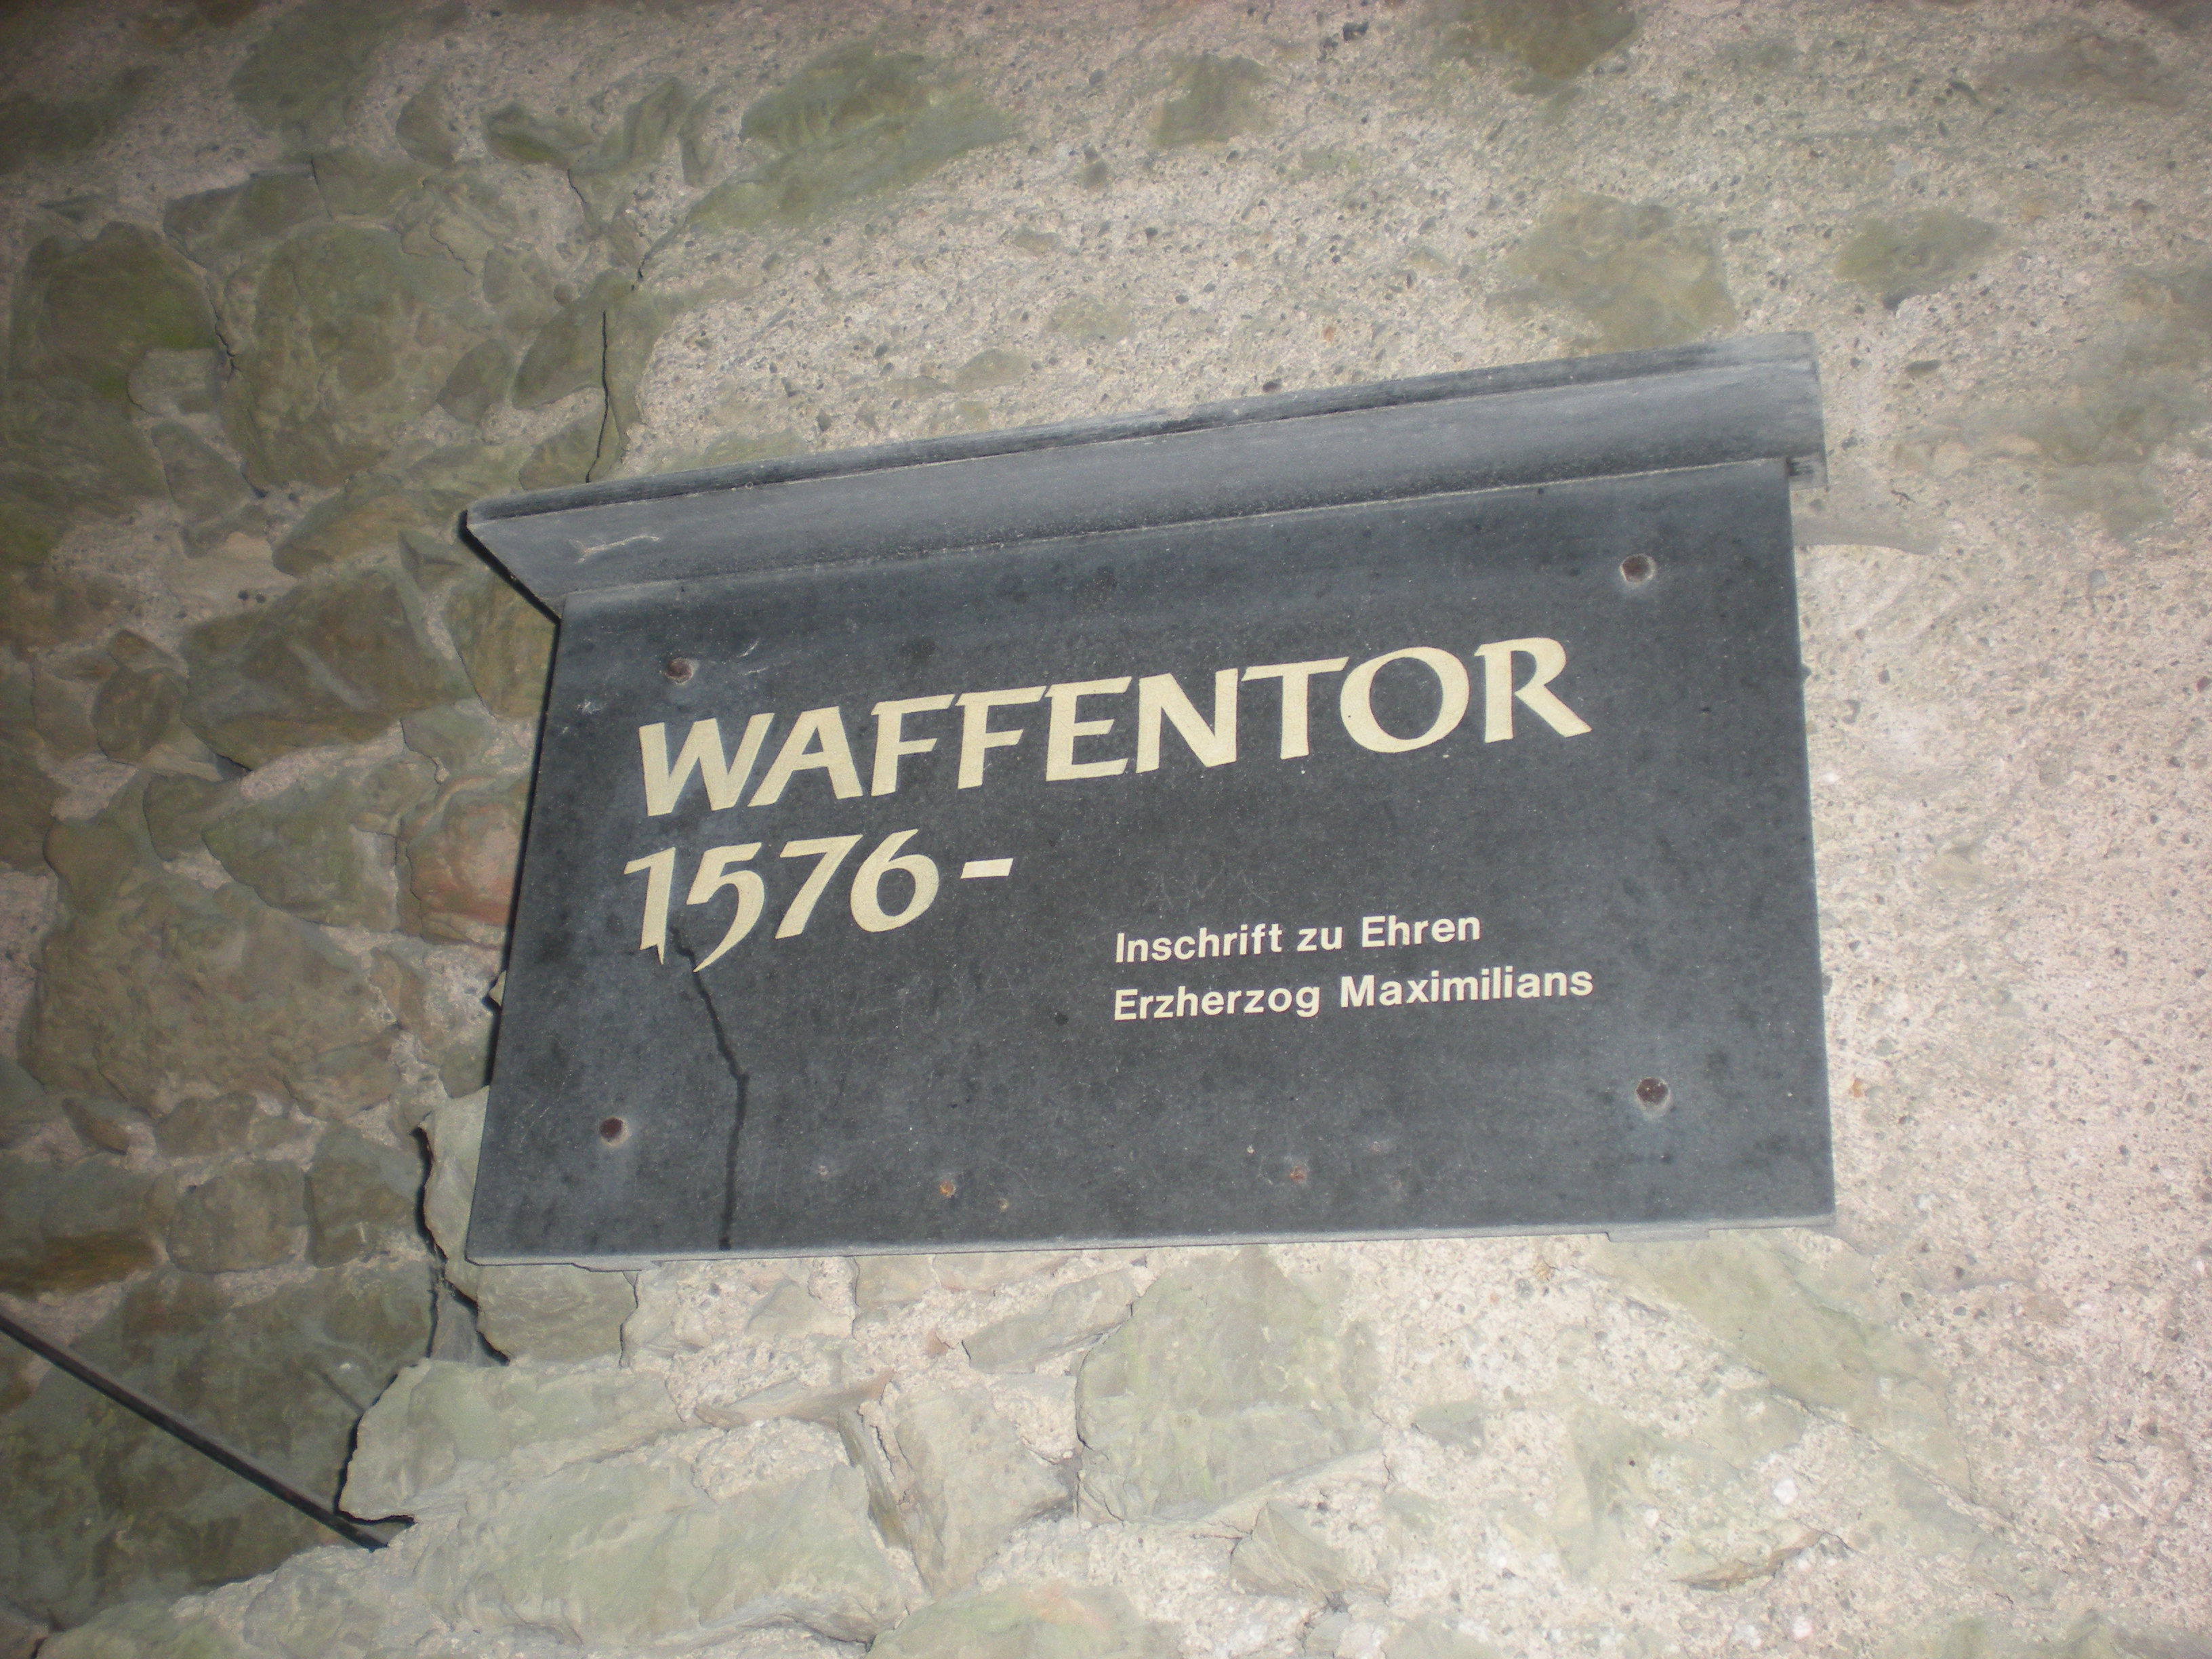 WAFFENTOR
1576-
Inschrift zu Ehren
Erzherzog Maximilians